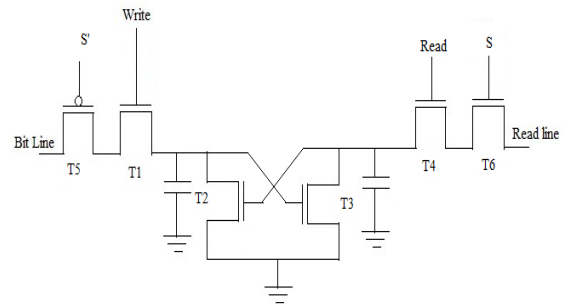 Write
S'
Read
S
Bit Line
Read line
T5
T1
T2
T3
T4
T6